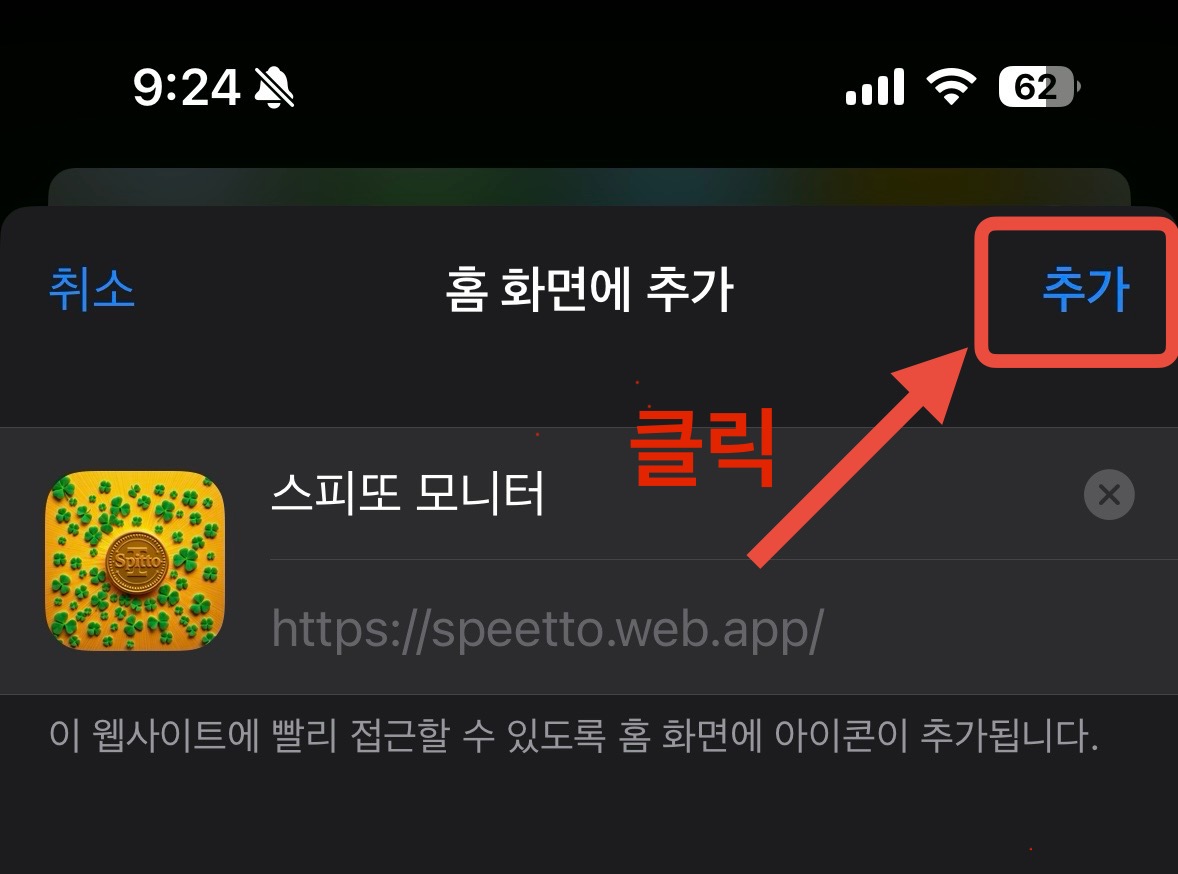 9:24 62
취소 홈 화면에 추가 추가
클릭
스피또 모니터
Spitto
https://speetto.web.app/
이 웹사이트에 빨리 접근할 수 있도록 홈 화면에 아이콘이 추가됩니다.